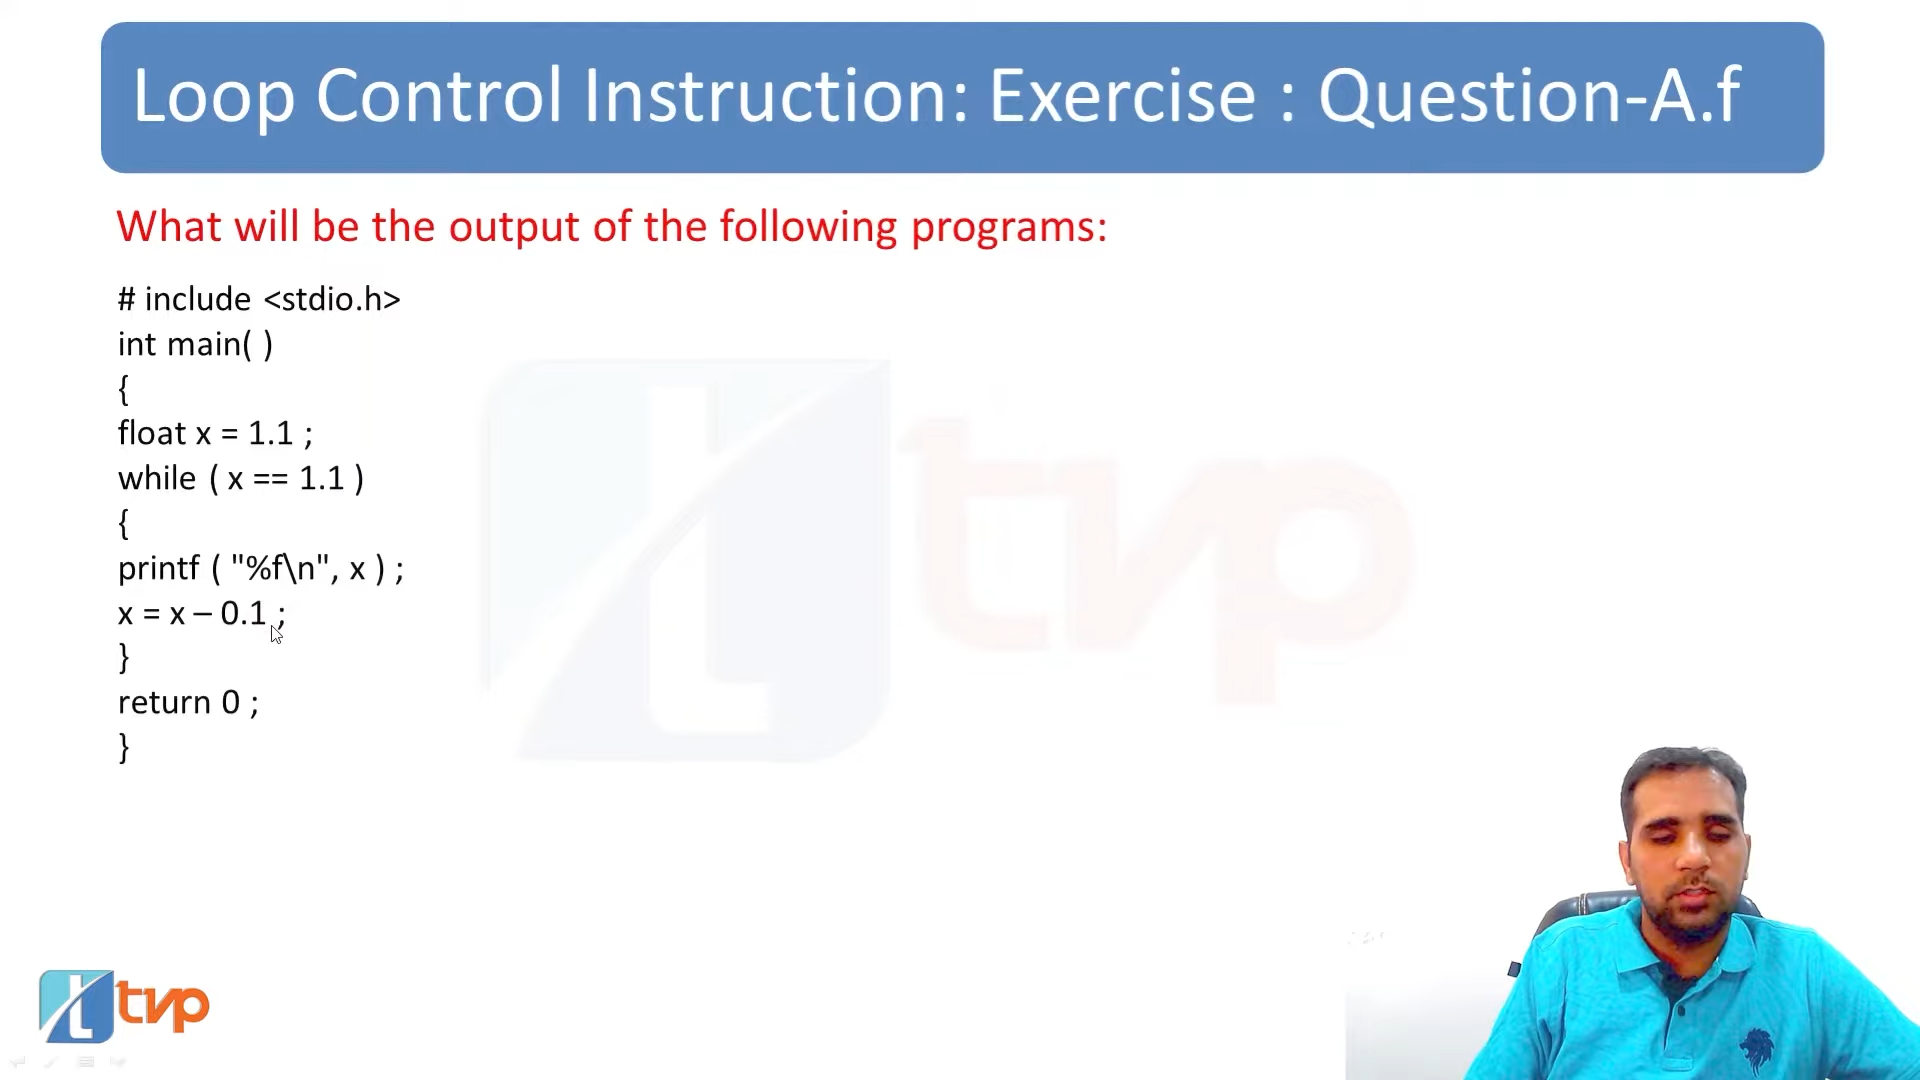 Loop Control Instruction: Exercise : Question-A.f
What will be the output of the following programs:
# include <stdio.h>
int main( )
{
float x = 1.1 ;
while ( x == 1.1 )
{
printf ( "%f\n", x ) ;
x = x – 0.1 ;
}
return 0 ;
}
tvp
tvp